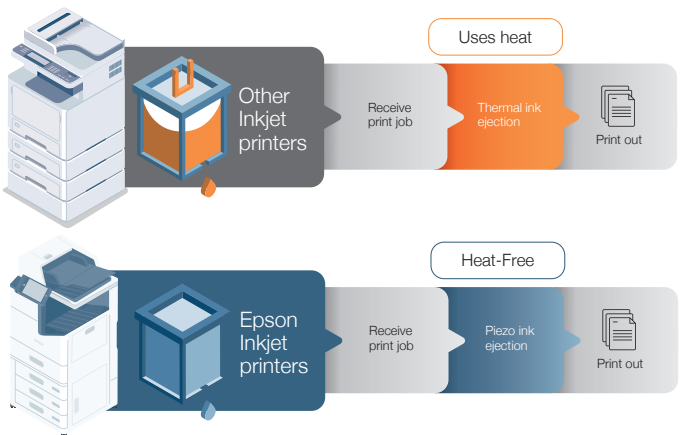 Uses heat
Other
Inkjet
printers
Receive
print job
Thermal ink
ejection
Print out
Heat-Free
Epson
Inkjet
printers
Receive
print job
Piezo ink
ejection
Print out